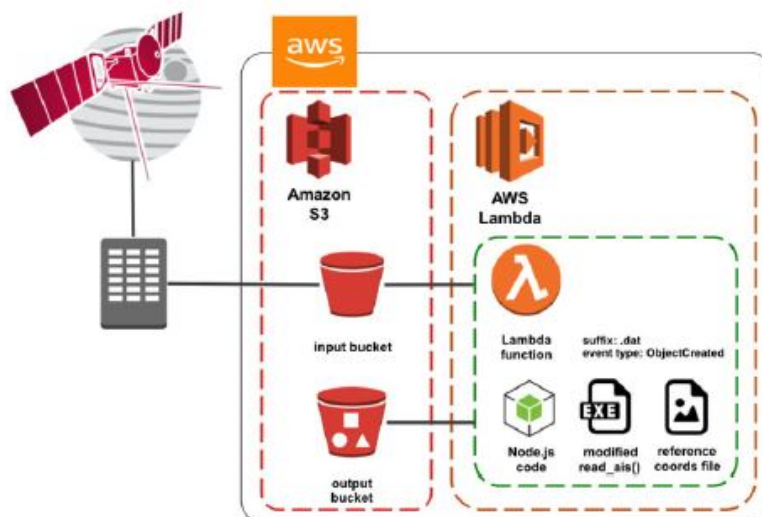 aws
Amazon
S3
AWS
Lambda
input bucket
Lambda
function
suffix: .dat
event type: ObjectCreated
EXE
Node.js
code
modified
read_ais()
reference
coords file
output
bucket